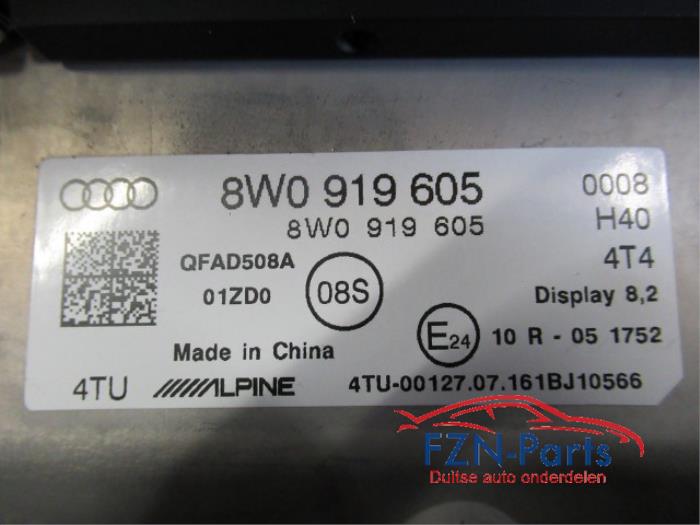 8W0 919 605 0008
8W0 919 605 H40
QFAD508A 4T4
01ZD0 08S Display 8,2
E24 10 R - 05 1752
Made in China
4TU ALPINE 4TU-00127.07.161BJ10566
FZN-Parts
Duitse auto onderdelen